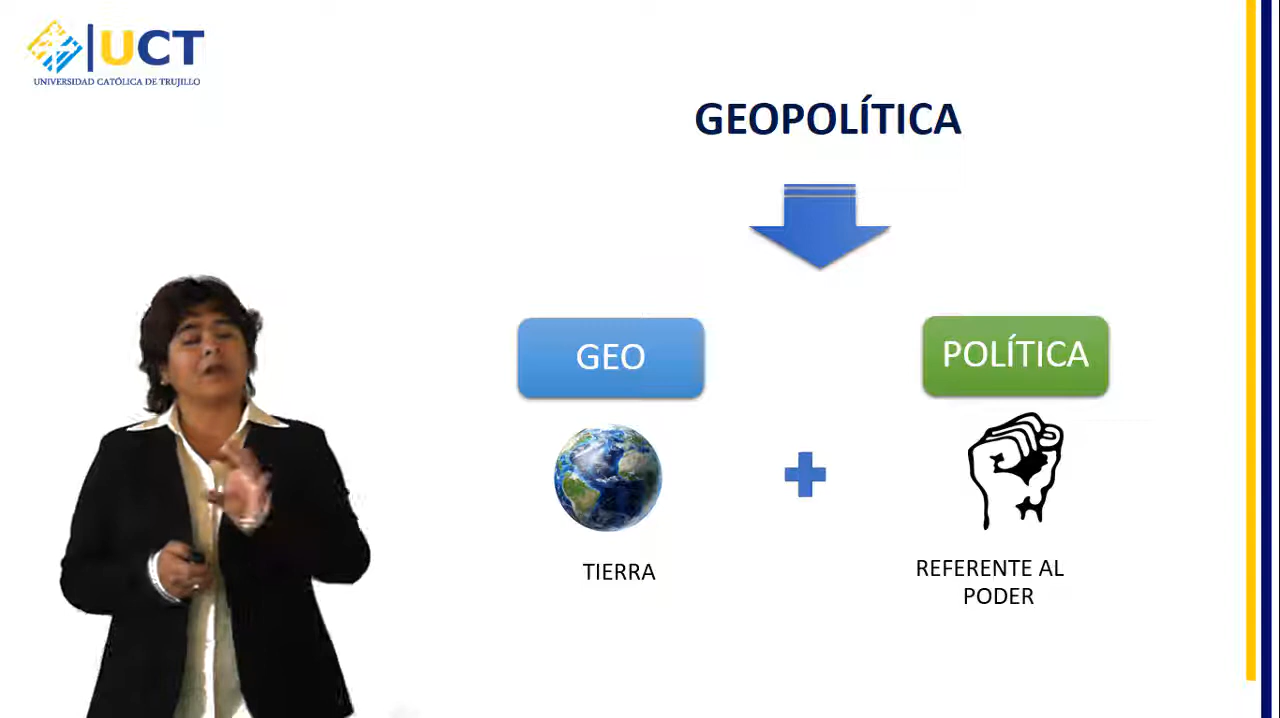 UCT
UNIVERSIDAD CATÓLICA DE TRUJILLO
GEOPOLÍTICA
GEO
POLÍTICA
TIERRA
REFERENTE AL
PODER